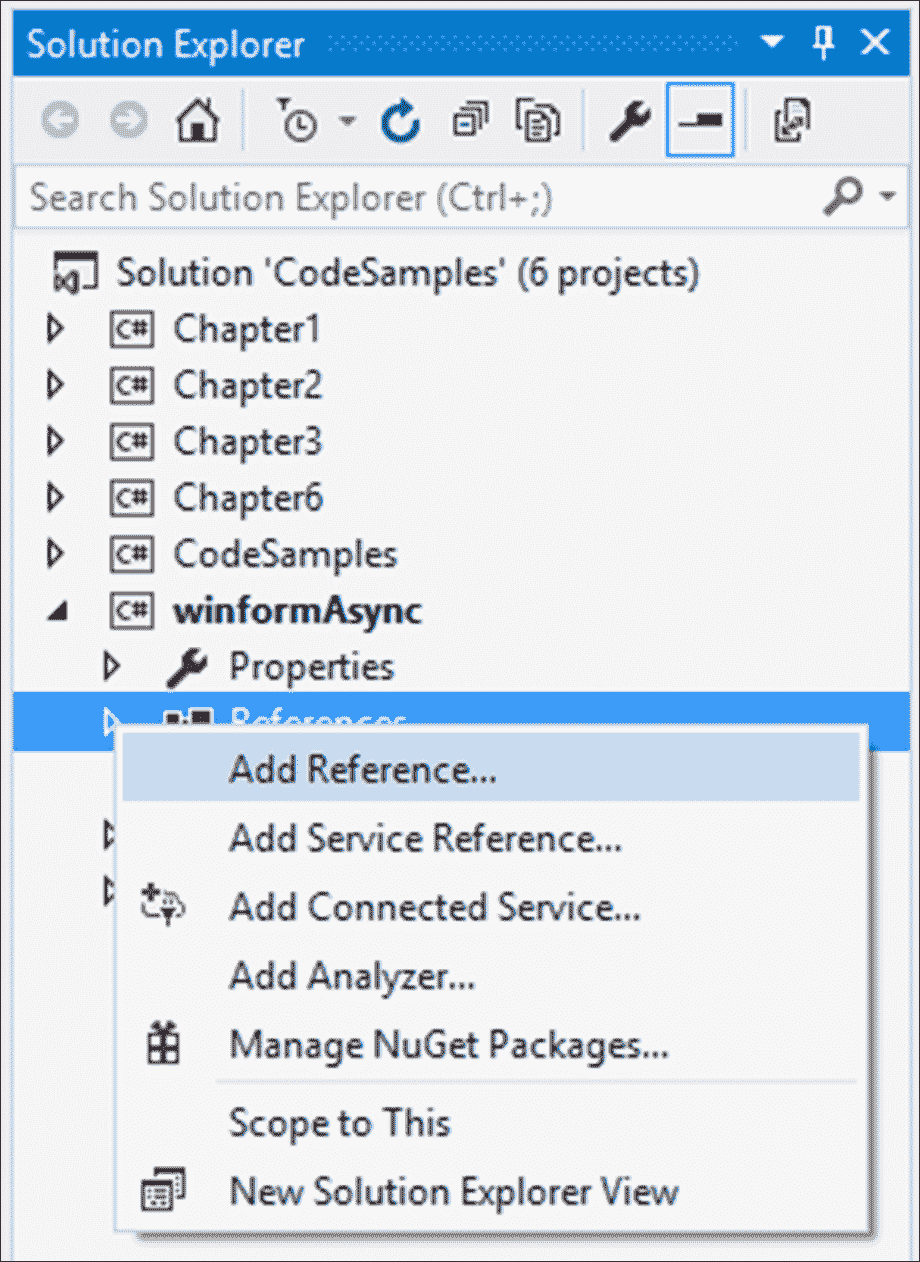 Solution Explorer
Search Solution Explorer (Ctrl+;)
Solution 'CodeSamples' (6 projects)
C# Chapter1
C# Chapter2
C# Chapter3
C# Chapter6
C# CodeSamples
C# winformAsync
Properties
References
Add Reference...
Add Service Reference...
Add Connected Service...
Add Analyzer...
Manage NuGet Packages...
Scope to This
New Solution Explorer View